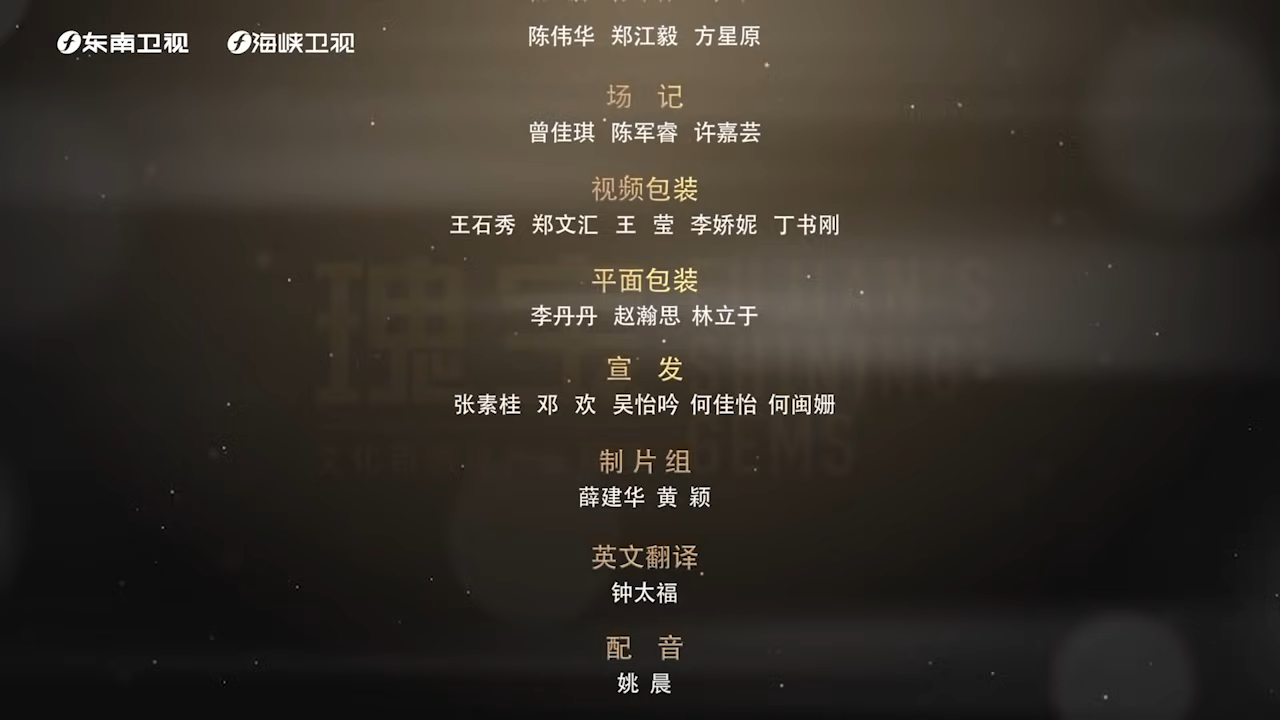 东南卫视 海峡卫视
陈伟华 郑江毅 方星原
场 记
曾佳琪 陈军睿 许嘉芸
视频包装
王石秀 郑文汇 王 莹 李娇妮 丁书刚
平面包装
李丹丹 赵瀚思 林立于
宣 发
张素桂 邓 欢 吴怡吟 何佳怡 何闽姗
制片组
薛建华 黄 颖
英文翻译
钟太福
配 音
姚 晨